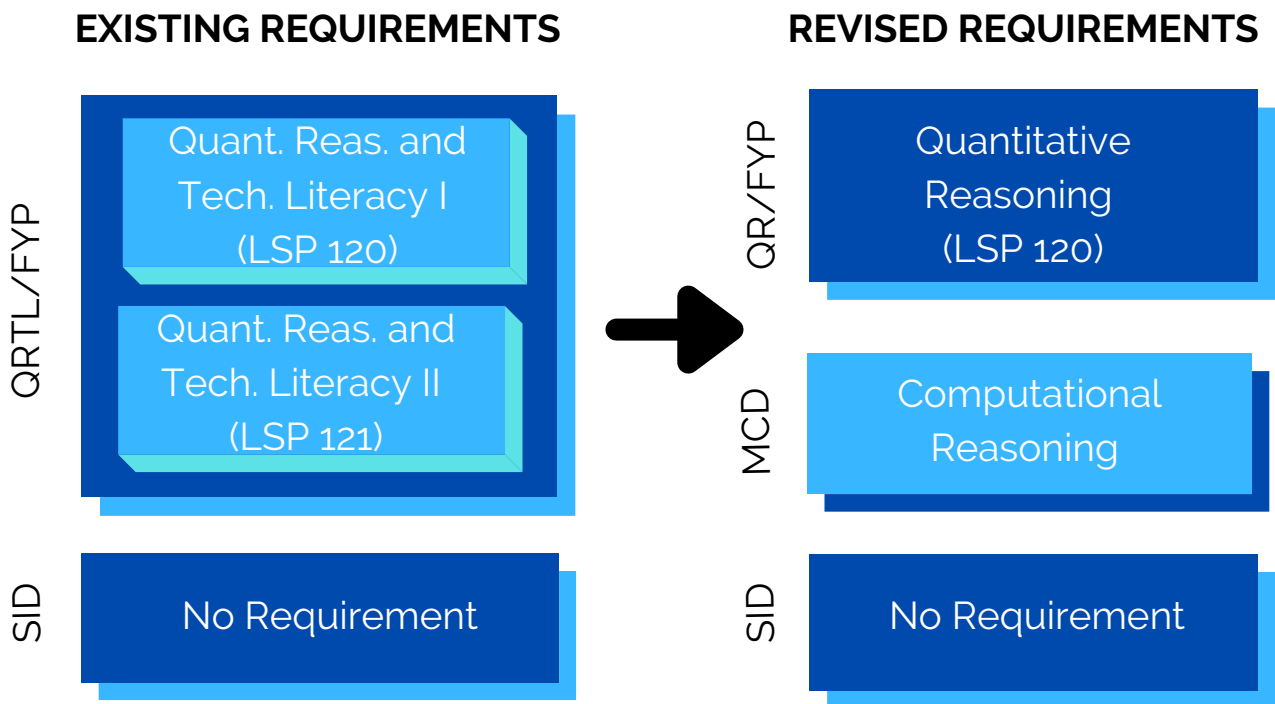 EXISTING REQUIREMENTS
QRTL/FYP
Quant. Reas. and
Tech. Literacy I
(LSP 120)
Quant. Reas. and
Tech. Literacy II
(LSP 121)
SID
No Requirement
REVISED REQUIREMENTS
QR/FYP
Quantitative
Reasoning
(LSP 120)
MCD
Computational
Reasoning
SID
No Requirement